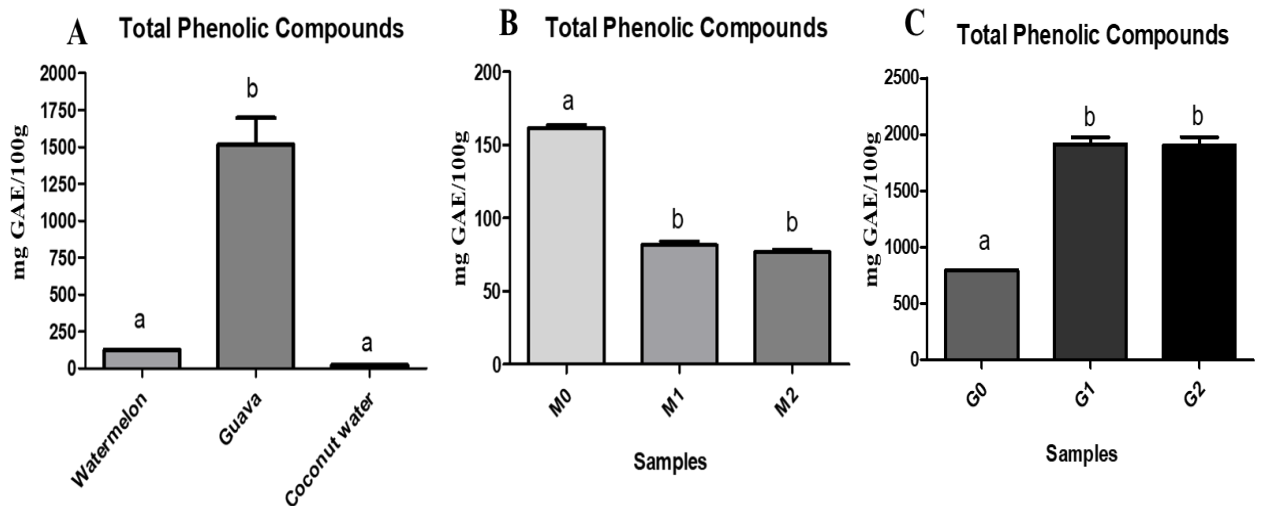 A
Total Phenolic Compounds
mg GAE/100g
2000
1750
1500
1250
1000
750
500
250
0
a
b
a
Watermelon
Guava
Coconut water
B
Total Phenolic Compounds
mg GAE/100g
200
150
100
50
0
a
b
b
M0
M1
M2
Samples
C
Total Phenolic Compounds
mg GAE/100g
2500
2000
1500
1000
500
0
a
b
b
G0
G1
G2
Samples